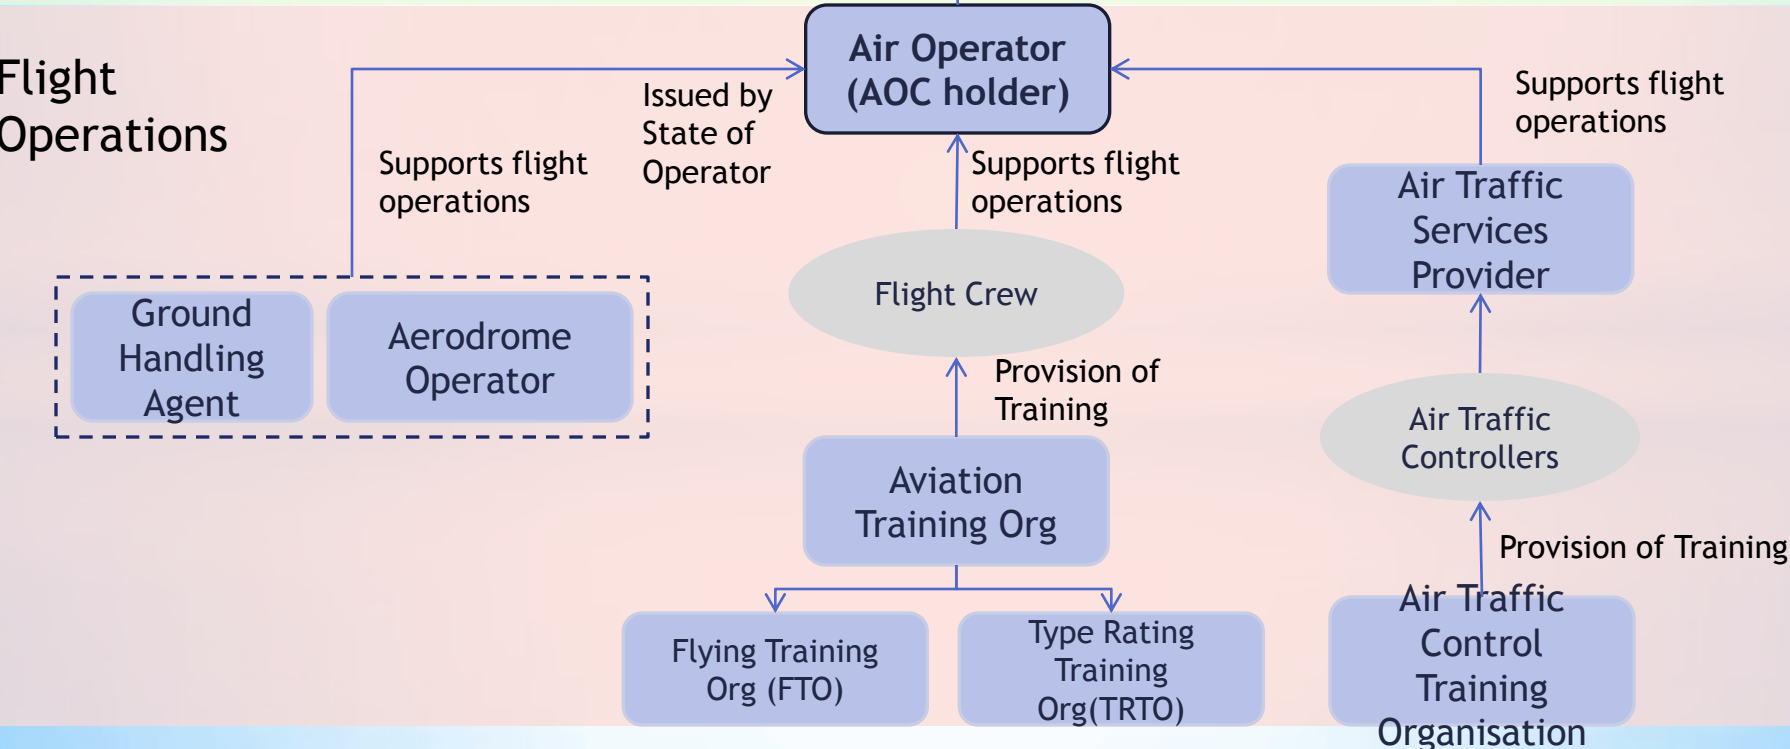 Flight
Operations
Air Operator
(AOC holder)
Issued by
State of
Operator
Supports flight
operations
Supports flight
operations
Supports flight
operations
Air Traffic
Services
Provider
Ground
Handling
Agent
Aerodrome
Operator
Flight Crew
Provision of
Training
Air Traffic
Controllers
Aviation
Training Org
Provision of Training
Flying Training
Org (FTO)
Type Rating
Training
Org(TRTO)
Air Traffic
Control
Training
Organisation